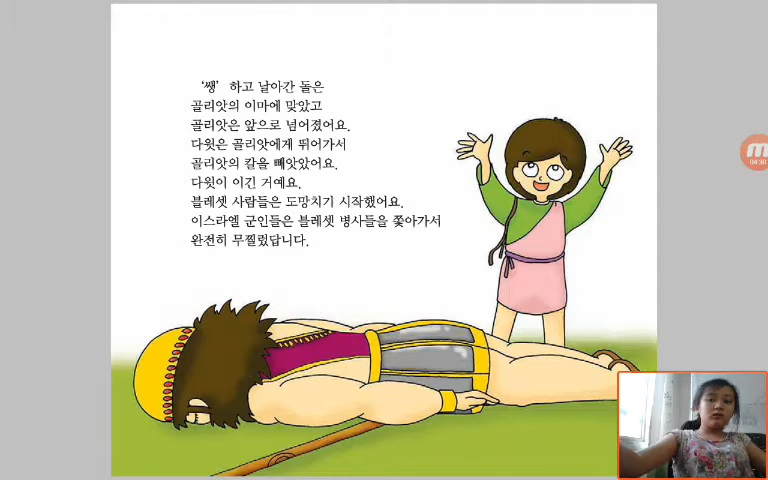 ‘쌩’ 하고 날아간 돌은
골리앗의 이마에 맞았고
골리앗은 앞으로 넘어졌어요.
다윗은 골리앗에게 뛰어가서
골리앗의 칼을 빼앗았어요.
다윗이 이긴 거예요.
블레셋 사람들은 도망치기 시작했어요.
이스라엘 군인들은 블레셋 병사들을 쫓아가서
완전히 무찔렀답니다.
M
04:30